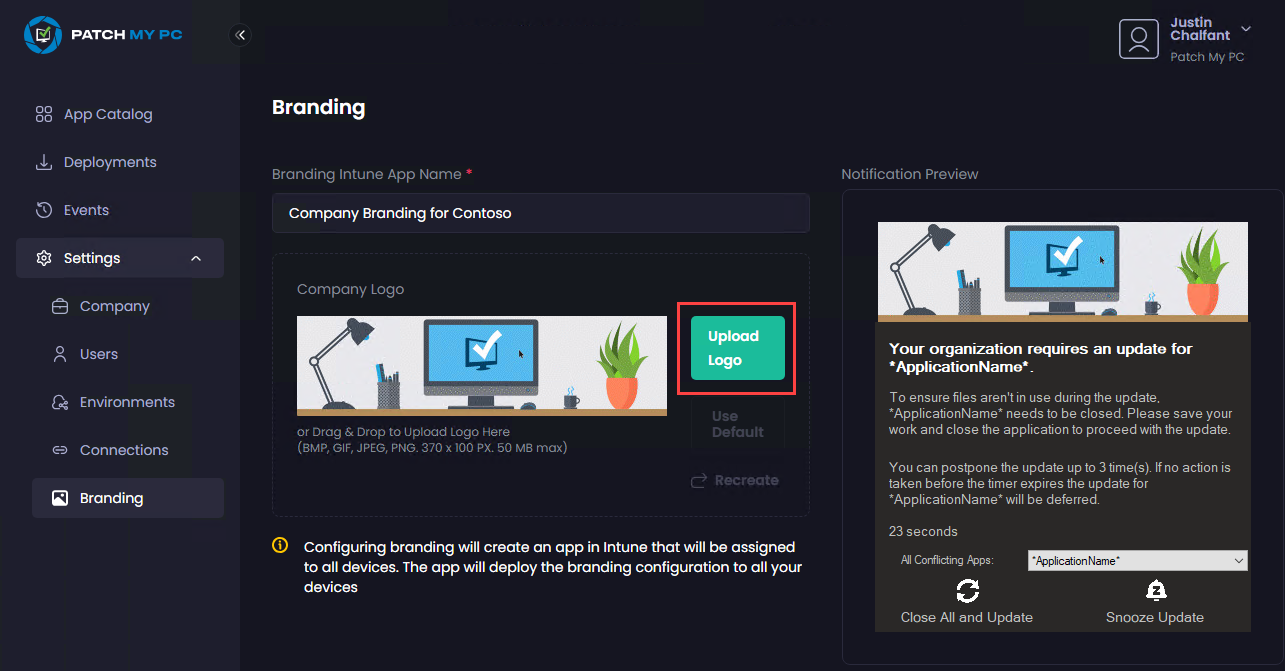 PATCH MY PC
Justin
Chalfant
Patch My PC
App Catalog
Deployments
Events
Settings
Company
Users
Environments
Connections
Branding
Branding
Branding Intune App Name *
Company Branding for Contoso
Company Logo
Upload
Logo
or Drag & Drop to Upload Logo Here
(BMP, GIF, JPEG, PNG. 370 x 100 PX. 50 MB max)
Use
Default
Recreate
Configuring branding will create an app in Intune that will be assigned
to all devices. The app will deploy the branding configuration to all your
devices
Notification Preview
Your organization requires an update for
*ApplicationName*.
To ensure files aren't in use during the update,
*ApplicationName* needs to be closed. Please save your
work and close the application to proceed with the update.
You can postpone the update up to 3 time(s). If no action is
taken before the timer expires the update for
*ApplicationName* will be deferred.
23 seconds
All Conflicting Apps:
*ApplicationName*
Close All and Update
Z
Snooze Update